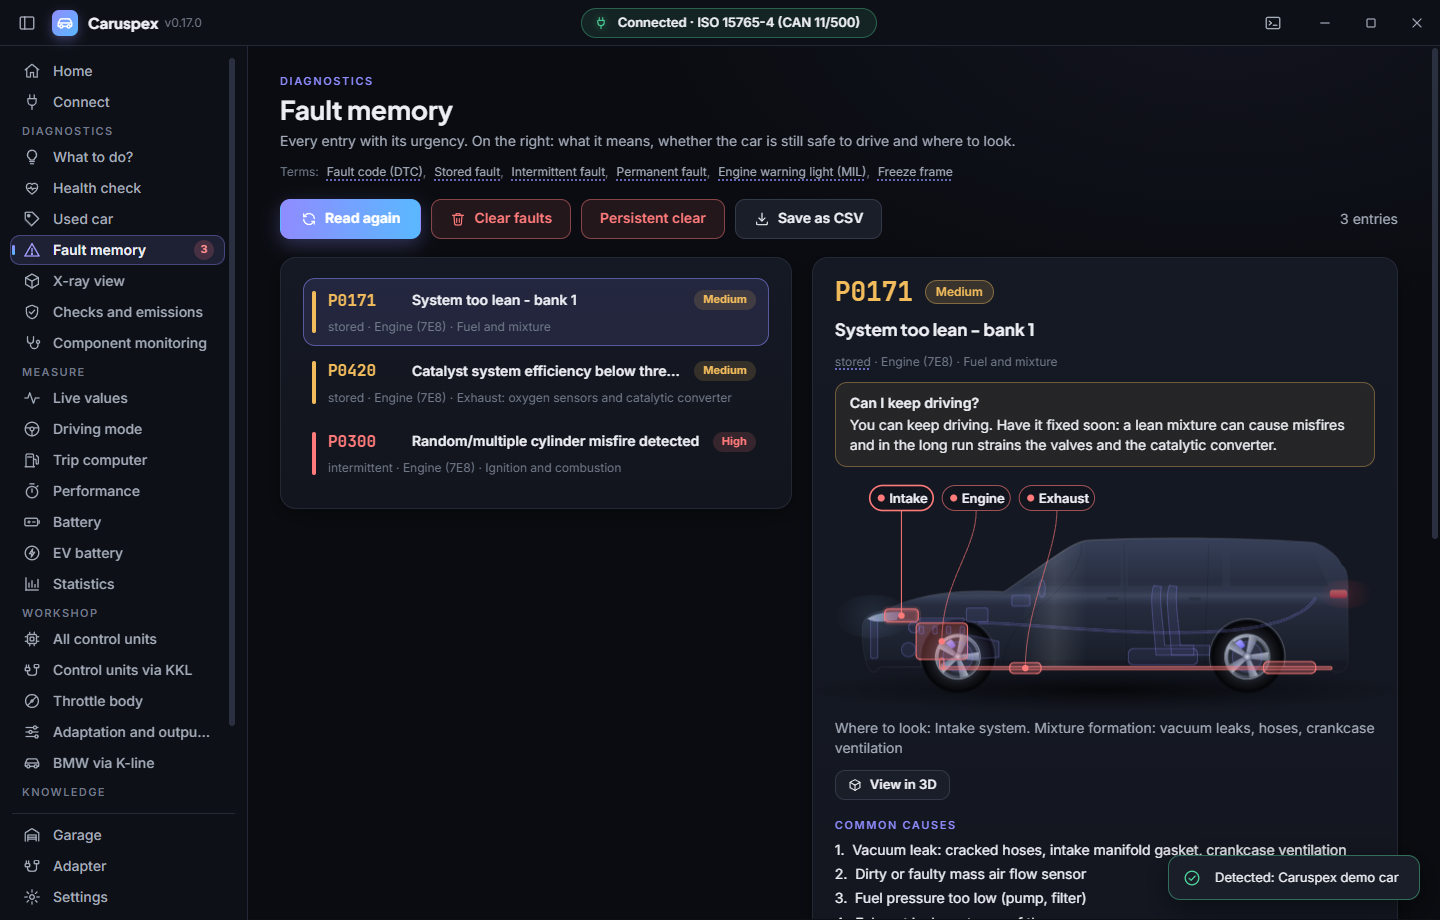 Caruspex v0.17.0
Connected · ISO 15765-4 (CAN 11/500)
Home
Connect
DIAGNOSTICS
What to do?
Health check
Used car
Fault memory 3
X-ray view
Checks and emissions
Component monitoring
MEASURE
Live values
Driving mode
Trip computer
Performance
Battery
EV battery
Statistics
WORKSHOP
All control units
Control units via KKL
Throttle body
Adaptation and outpu...
BMW via K-line
KNOWLEDGE
Garage
Adapter
Settings
DIAGNOSTICS
Fault memory
Every entry with its urgency. On the right: what it means, whether the car is still safe to drive and where to look.
Terms: Fault code (DTC), Stored fault, Intermittent fault, Permanent fault, Engine warning light (MIL), Freeze frame
Read again Clear faults Persistent clear Save as CSV 3 entries
P0171 System too lean - bank 1 Medium
stored · Engine (7E8) · Fuel and mixture
P0420 Catalyst system efficiency below thre... Medium
stored · Engine (7E8) · Exhaust: oxygen sensors and catalytic converter
P0300 Random/multiple cylinder misfire detected High
intermittent · Engine (7E8) · Ignition and combustion
P0171 Medium
System too lean - bank 1
stored · Engine (7E8) · Fuel and mixture
Can I keep driving?
You can keep driving. Have it fixed soon: a lean mixture can cause misfires
and in the long run strains the valves and the catalytic converter.
Intake Engine Exhaust
Where to look: Intake system. Mixture formation: vacuum leaks, hoses, crankcase
ventilation
View in 3D
COMMON CAUSES
1. Vacuum leak: cracked hoses, intake manifold gasket, crankcase ventilation
2. Dirty or faulty mass air flow sensor
3. Fuel pressure too low (pump, filter)
Detected: Caruspex demo car